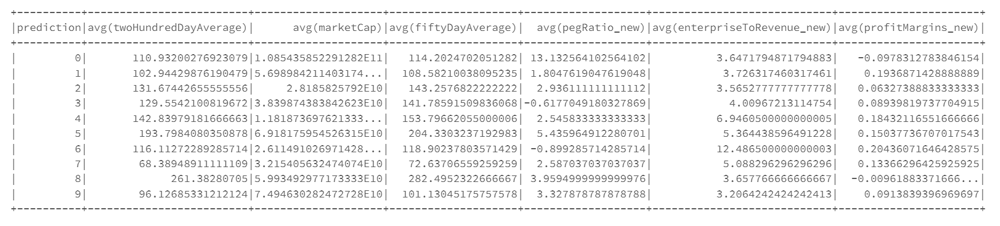 +----------+-----------------------+--------------------+------------------+------------------+---------------------------+----------------------+
|prediction|avg(twoHundredDayAverage)|      avg(marketCap)|avg(fiftyDayAverage)|  avg(pegRatio_new)|avg(enterpriseToRevenue_new)|avg(profitMargins_new)|
+----------+-----------------------+--------------------+------------------+------------------+---------------------------+----------------------+
|         0|       110.93200276923079|1.085435852291282E11|   114.2024702051282| 13.132564102564102|          3.6471794871794883|   -0.0978312783846154|
|         1|       102.94429876190479|5.698984211403174...|  108.58210038095235| 1.8047619047619048|           3.726317460317461|    0.1936871428888889|
|         2|       131.67442655555556|     2.8185825792E10|   143.2576822222222|  2.936111111111112|          3.5652777777777778|   0.06327388833333333|
|         3|        129.5542100819672|3.839874383842623E10|  141.78591509836068|-0.6177049180327869|            4.00967213114754|   0.08939819737704915|
|         4|       142.83979181666663|1.181873697621333...|  153.79662055000006|  2.545833333333333|          6.9460500000000005|   0.18432116551666666|
|         5|        193.7984080350878|6.918175954526315E10|   204.3303237192983|  5.435964912280701|           5.364438596491228|   0.15037736707017543|
|         6|       116.11272289285714|2.611491026971428...|  118.90237803571429| -0.899285714285714|          12.486500000000003|   0.20436071646428575|
|         7|        68.38948911111109|3.215405632474074E10|   72.63706559259259|  2.587037037037037|           5.088296296296296|   0.13366296425925925|
|         8|             261.38280705|5.993492977173333E10|   282.4952322666667| 3.9594999999999976|           3.657766666666667|  -0.00961883371666...|
|         9|        96.12685331212124|7.494630282472728E10|  101.13045175757578|  3.327878787878788|          3.2064242424242413|    0.0913839396969697|
+----------+-----------------------+--------------------+------------------+------------------+---------------------------+----------------------+